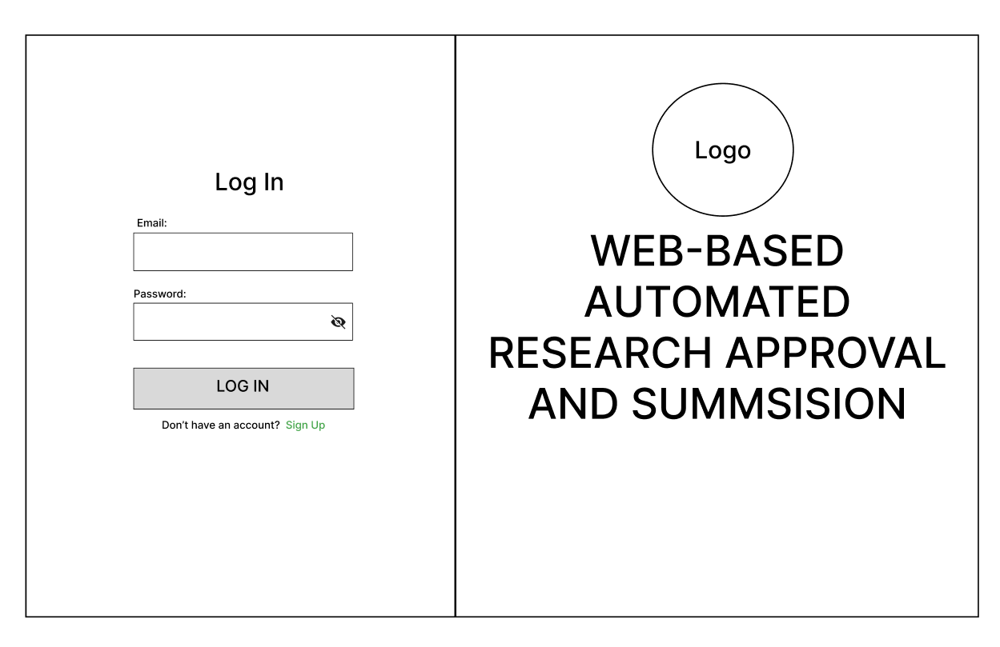 Log In
Email:
Password:
LOG IN
Don't have an account? Sign Up
Logo
WEB-BASED
AUTOMATED
RESEARCH APPROVAL
AND SUMMSISION